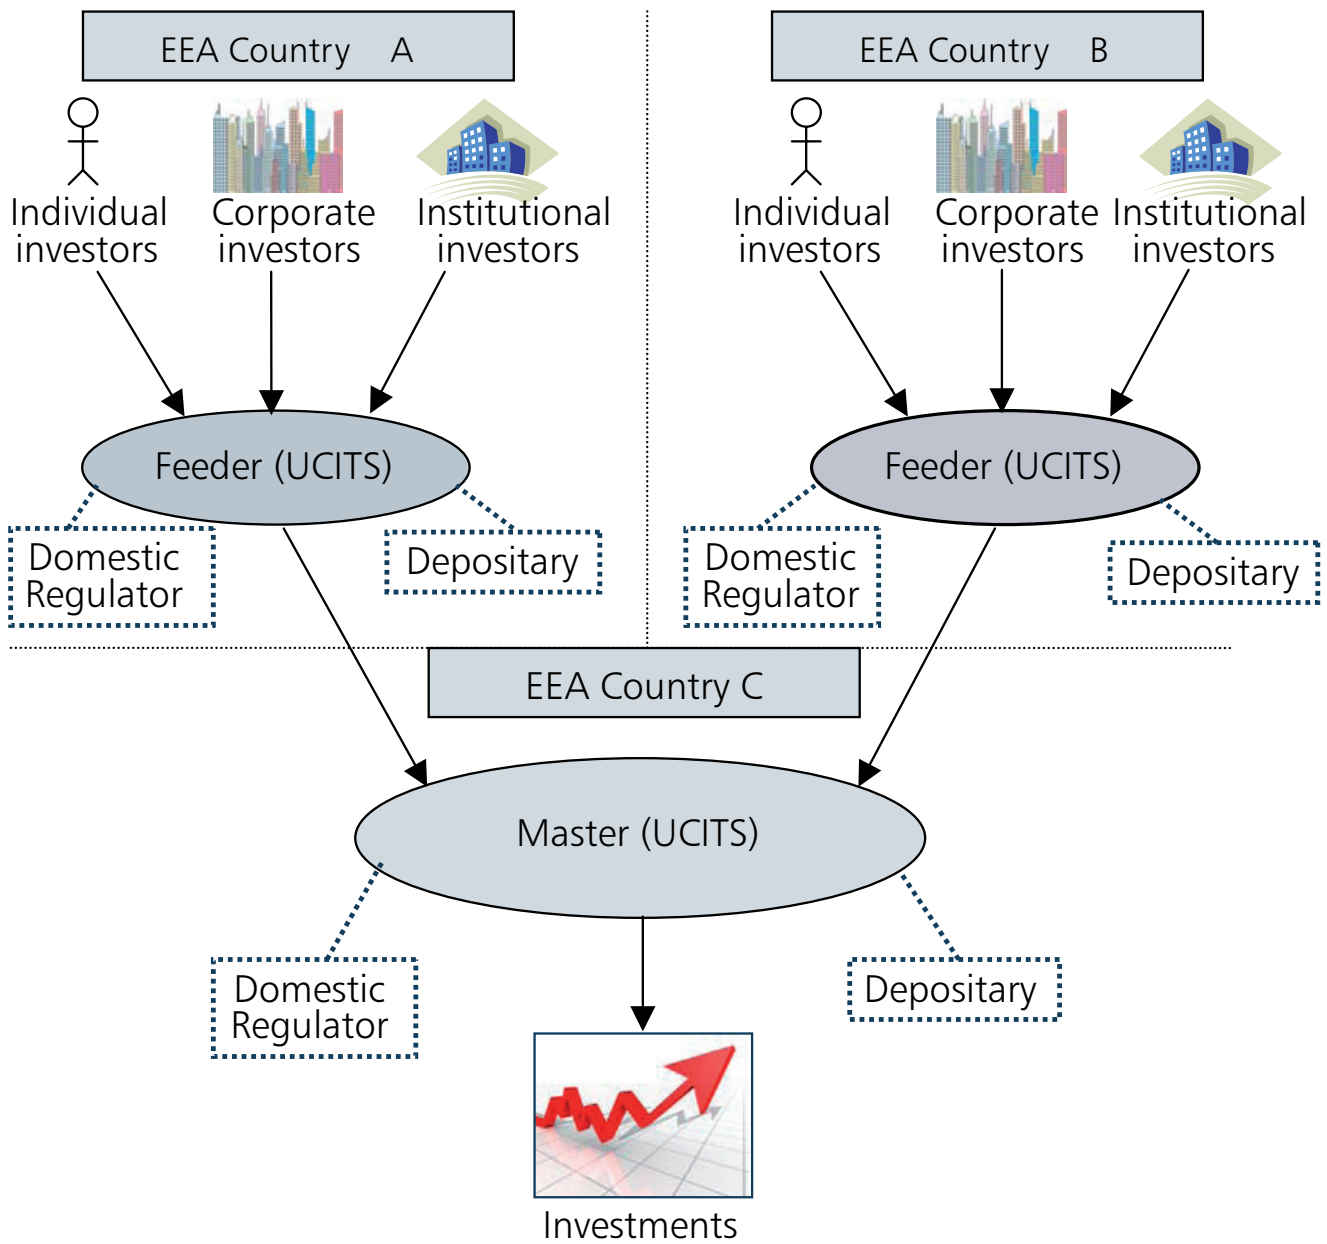 EEA Country A
EEA Country B
Individual
investors
Corporate
investors
Institutional
investors
Individual
investors
Corporate
investors
Institutional
investors
Feeder (UCITS)
Feeder (UCITS)
Domestic
Regulator
Depositary
Domestic
Regulator
Depositary
EEA Country C
Master (UCITS)
Domestic
Regulator
Depositary
Investments